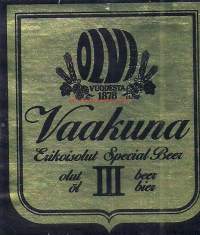 OLVI
VUODESTA
1878
Vaakuna
Erikoisolut Special Beer
olut III beer
öl bier